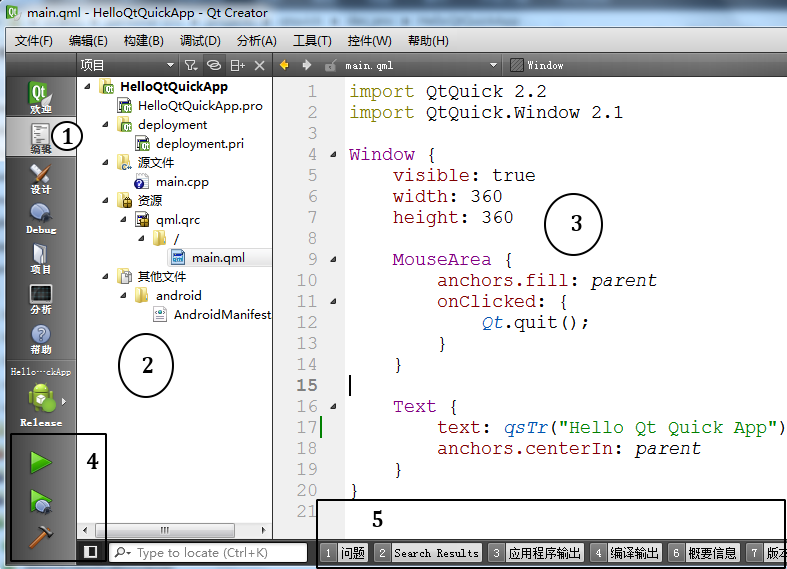 main.qml - HelloQtQuickApp - Qt Creator
文件(F) 编辑(E) 构建(B) 调试(D) 分析(A) 工具(T) 控件(W) 帮助(H)
项目 main.qml Window
Qt
欢迎
编辑
1
设计
Debug
项目
分析
帮助
Hello···ckApp
Release
4
HelloQtQuickApp
HelloQtQuickApp.pro
deployment
deployment.pri
源文件
main.cpp
资源
qml.qrc
/
main.qml
其他文件
android
AndroidManifest
2
1 import QtQuick 2.2
2 import QtQuick.Window 2.1
3
4 Window {
5 visible: true
6 width: 360
7 height: 360
8
9 MouseArea {
10 anchors.fill: parent
11 onClicked: {
12 Qt.quit();
13 }
14 }
15
16 Text {
17 text: qsTr("Hello Qt Quick App")
18 anchors.centerIn: parent
19 }
20 }
21
3
5
Type to locate (Ctrl+K) 1 问题 2 Search Results 3 应用程序输出 4 编译输出 6 概要信息 7 版本